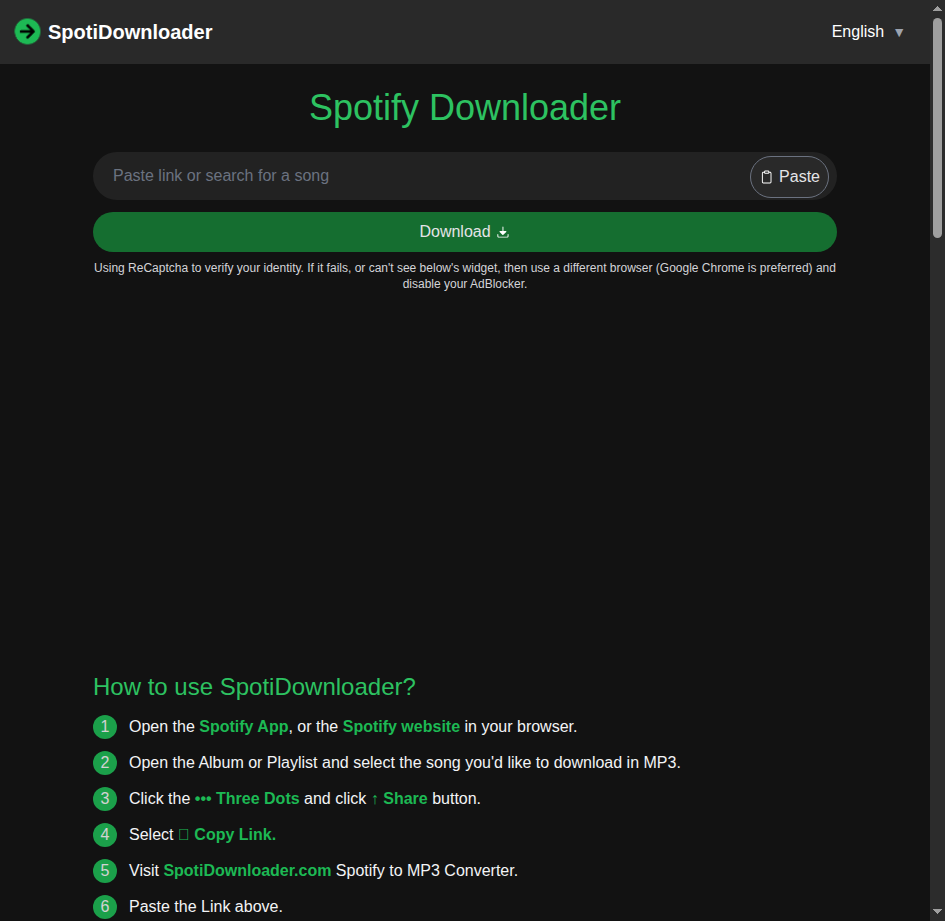 SpotiDownloader
English ▼
Spotify Downloader
Paste link or search for a song
Paste
Download
Using ReCaptcha to verify your identity. If it fails, or can't see below's widget, then use a different browser (Google Chrome is preferred) and
disable your AdBlocker.
How to use SpotiDownloader?
1 Open the Spotify App, or the Spotify website in your browser.
2 Open the Album or Playlist and select the song you'd like to download in MP3.
3 Click the ••• Three Dots and click ↑ Share button.
4 Select Copy Link.
5 Visit SpotiDownloader.com Spotify to MP3 Converter.
6 Paste the Link above.